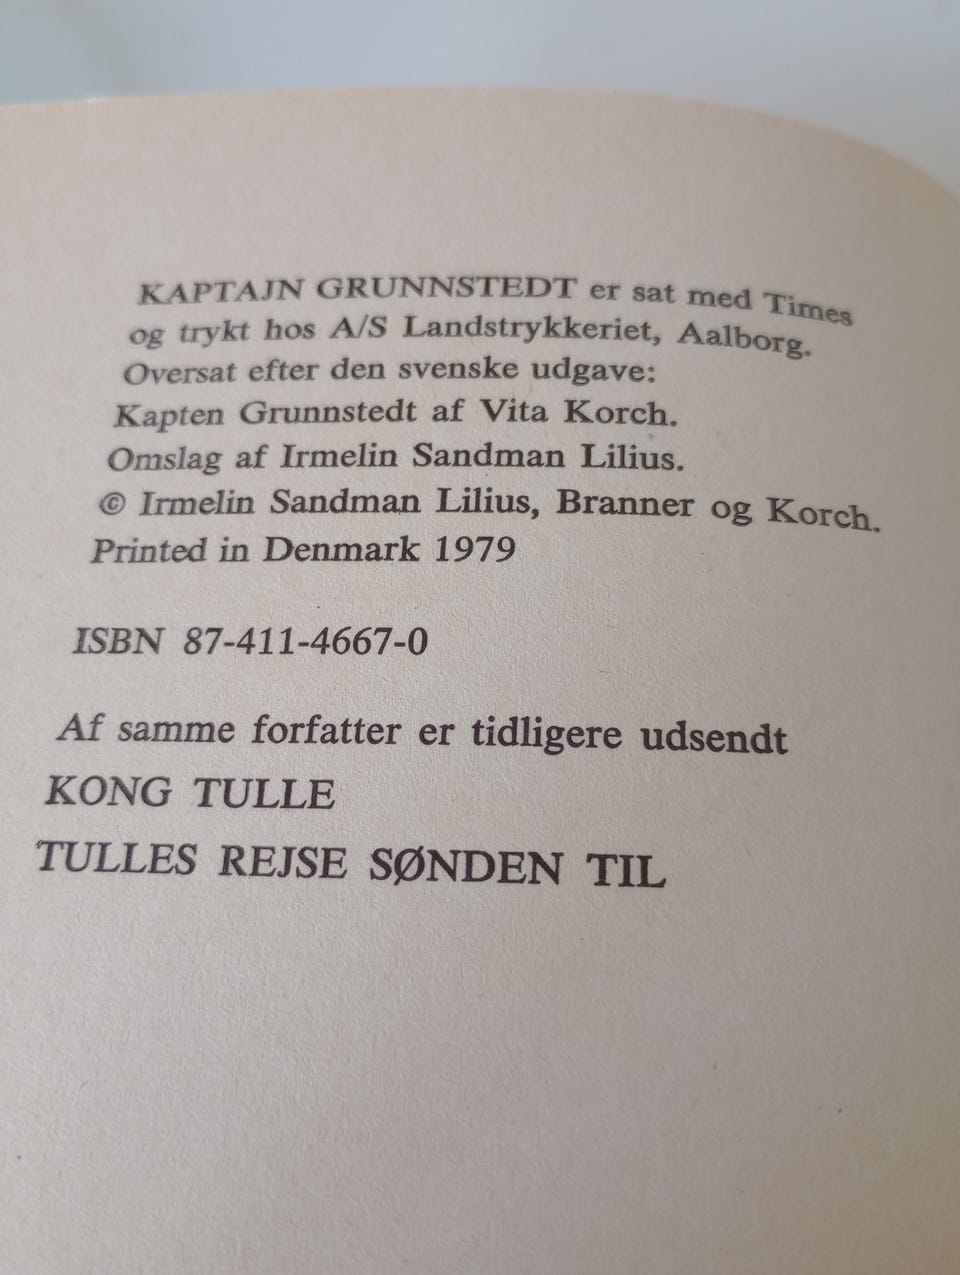 KAPTAJN GRUNNSTEDT er sat med Times
og trykt hos A/S Landstrykkeriet, Aalborg.
Oversat efter den svenske udgave:
Kapten Grunnstedt af Vita Korch.
Omslag af Irmelin Sandman Lilius.
© Irmelin Sandman Lilius, Branner og Korch.
Printed in Denmark 1979
ISBN 87-411-4667-0
Af samme forfatter er tidligere udsendt
KONG TULLE
TULLES REJSE SØNDEN TIL